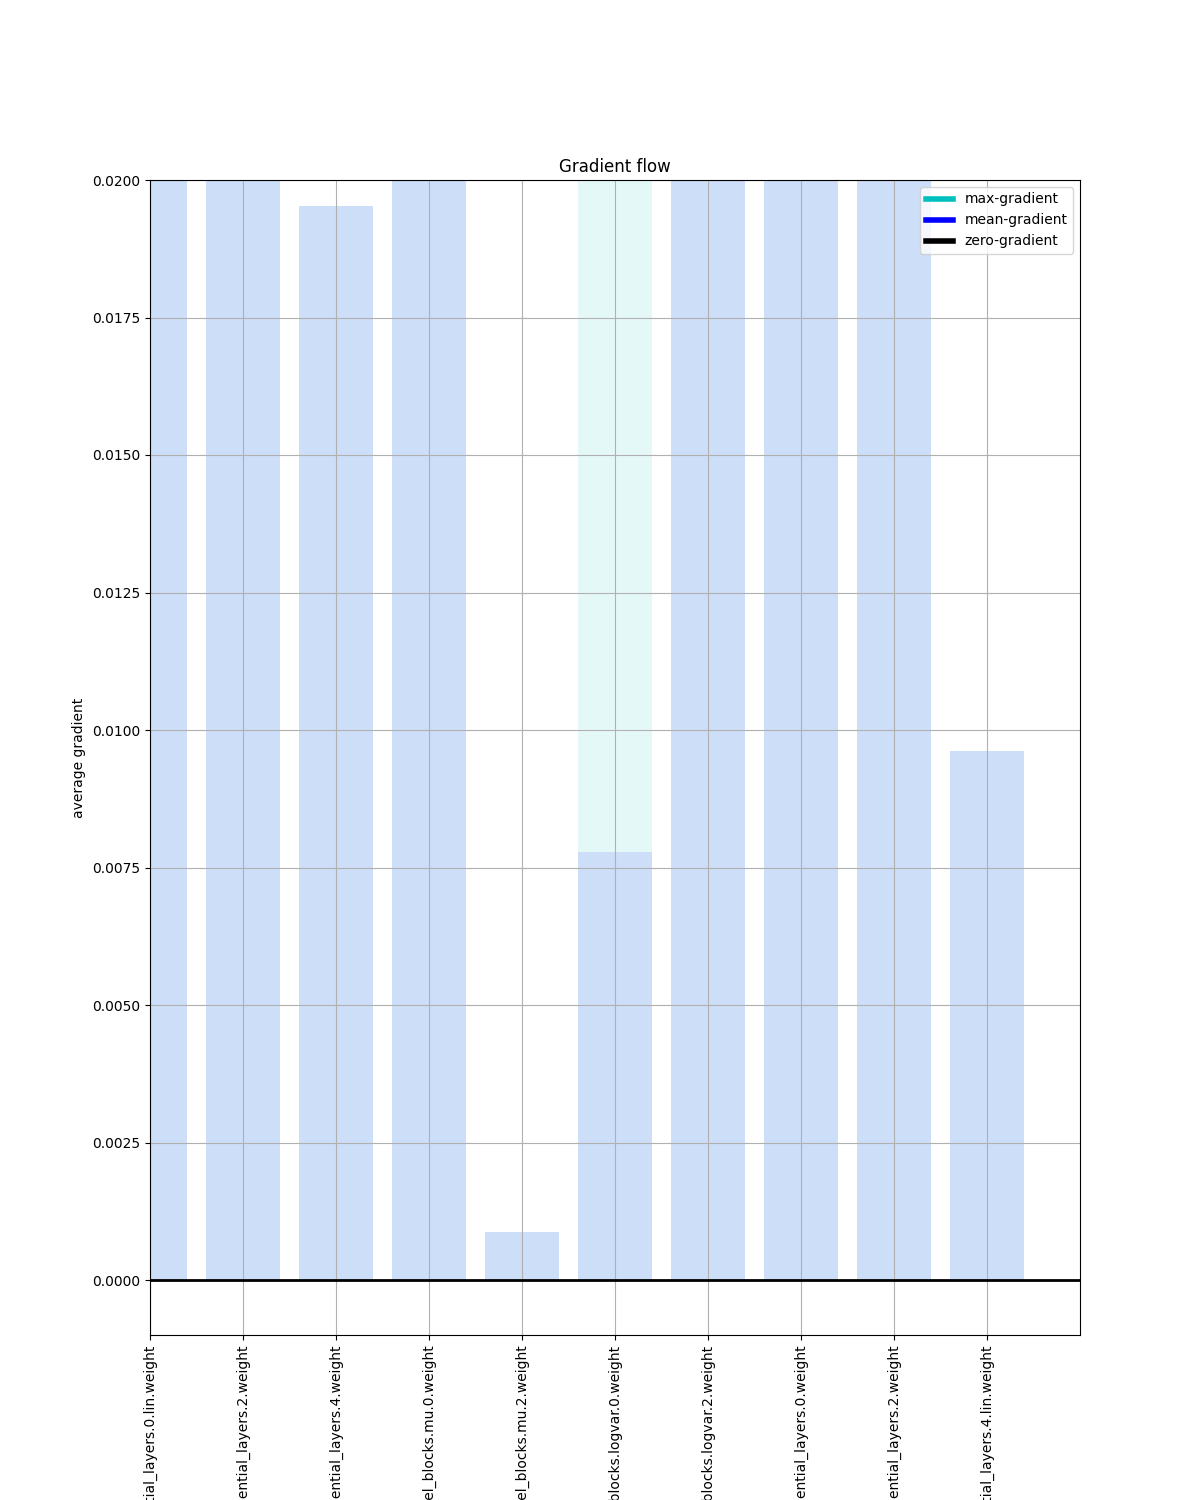 Gradient flow
max-gradient
mean-gradient
zero-gradient
average gradient
0.0200
0.0175
0.0150
0.0125
0.0100
0.0075
0.0050
0.0025
0.0000
tial_layers.0.lin.weight
ential_layers.2.weight
ential_layers.4.weight
el_blocks.mu.0.weight
el_blocks.mu.2.weight
blocks.logvar.0.weight
blocks.logvar.2.weight
ential_layers.0.weight
ential_layers.2.weight
tial_layers.4.lin.weight